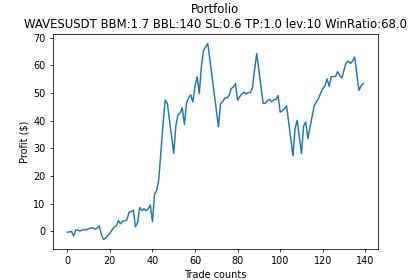 Portfolio
WAVESUSDT BBM:1.7 BBL:140 SL:0.6 TP:1.0 lev:10 WinRatio:68.0
70
60
50
40
30
20
10
0
Profit ($)
0 20 40 60 80 100 120 140
Trade counts